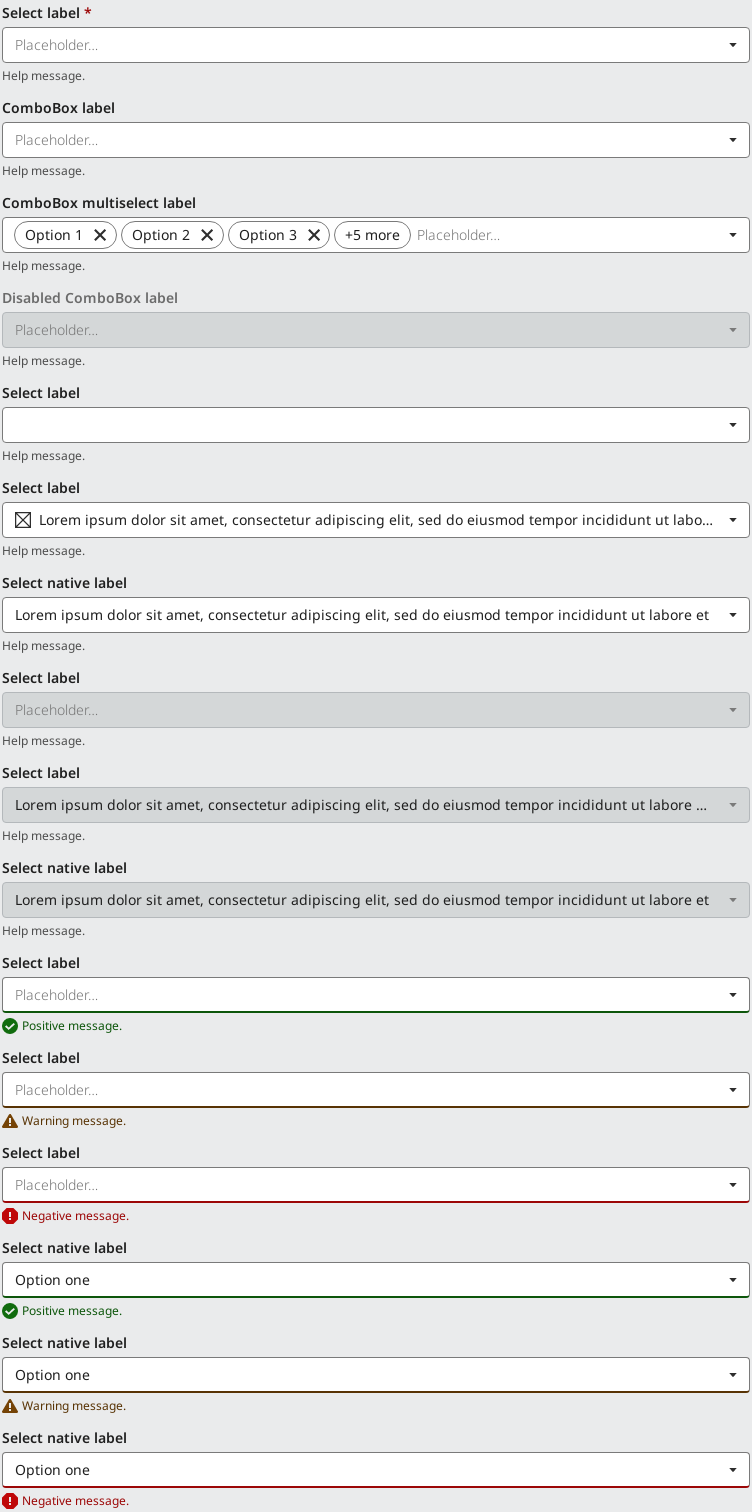 Select label *
Placeholder...
Help message.
ComboBox label
Placeholder...
Help message.
ComboBox multiselect label
Option 1 Option 2 Option 3 +5 more Placeholder...
Help message.
Disabled ComboBox label
Placeholder...
Help message.
Select label
Help message.
Select label
Lorem ipsum dolor sit amet, consectetur adipiscing elit, sed do eiusmod tempor incididunt ut labo...
Help message.
Select native label
Lorem ipsum dolor sit amet, consectetur adipiscing elit, sed do eiusmod tempor incididunt ut labore et
Help message.
Select label
Placeholder...
Help message.
Select label
Lorem ipsum dolor sit amet, consectetur adipiscing elit, sed do eiusmod tempor incididunt ut labore ...
Help message.
Select native label
Lorem ipsum dolor sit amet, consectetur adipiscing elit, sed do eiusmod tempor incididunt ut labore et
Help message.
Select label
Placeholder...
Positive message.
Select label
Placeholder...
Warning message.
Select label
Placeholder...
Negative message.
Select native label
Option one
Positive message.
Select native label
Option one
Warning message.
Select native label
Option one
Negative message.